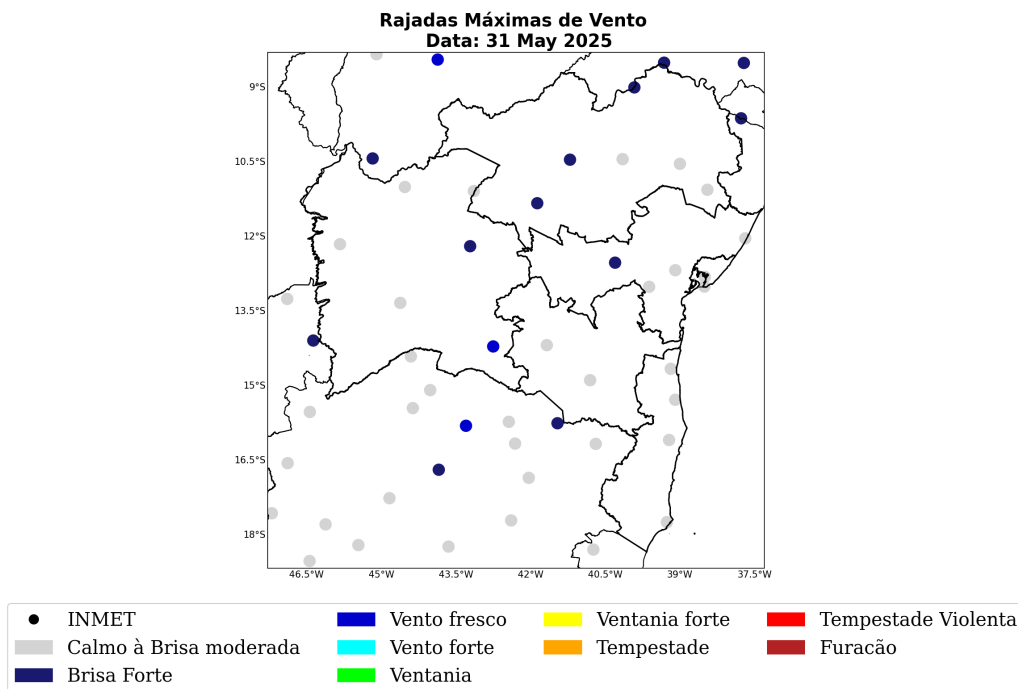 Rajadas Máximas de Vento
Data: 31 May 2025
9°S
10.5°S
12°S
13.5°S
15°S
16.5°S
18°S
46.5°W 45°W 43.5°W 42°W 40.5°W 39°W 37.5°W
INMET
Calmo à Brisa moderada
Brisa Forte
Vento fresco
Vento forte
Ventania
Ventania forte
Tempestade
Tempestade Violenta
Furacão